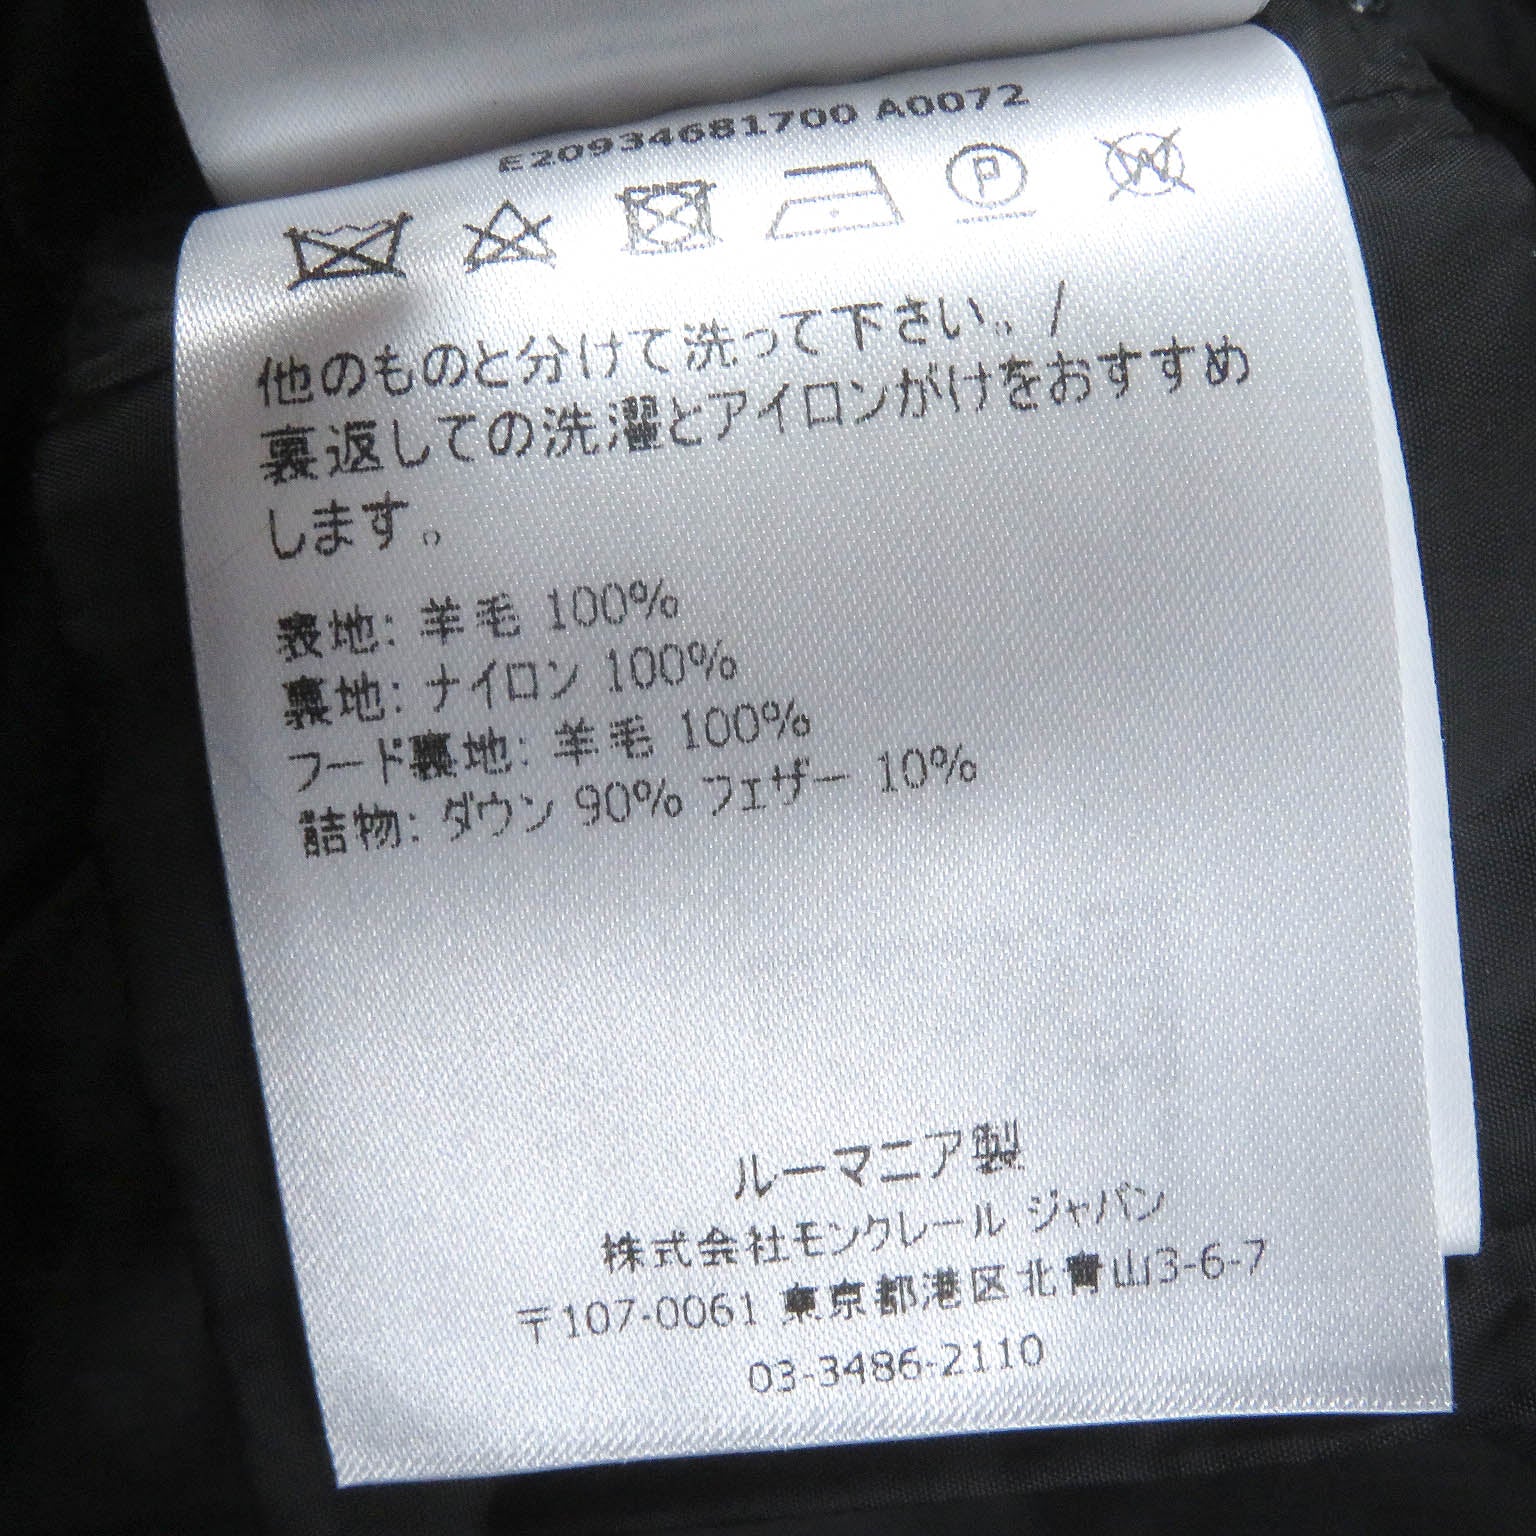 E20934681700 A0072
P
W
他のものと分けて洗って下さい。/
裏返しての洗濯とアイロンがけをおすすめ
します。
表地: 羊毛 100%
裏地: ナイロン 100%
フード裏地: 羊毛 100%
詰物: ダウン 90% フェザー 10%
ルーマニア製
株式会社モンクレール ジャパン
〒107-0061 東京都港区北青山3-6-7
03-3486-2110